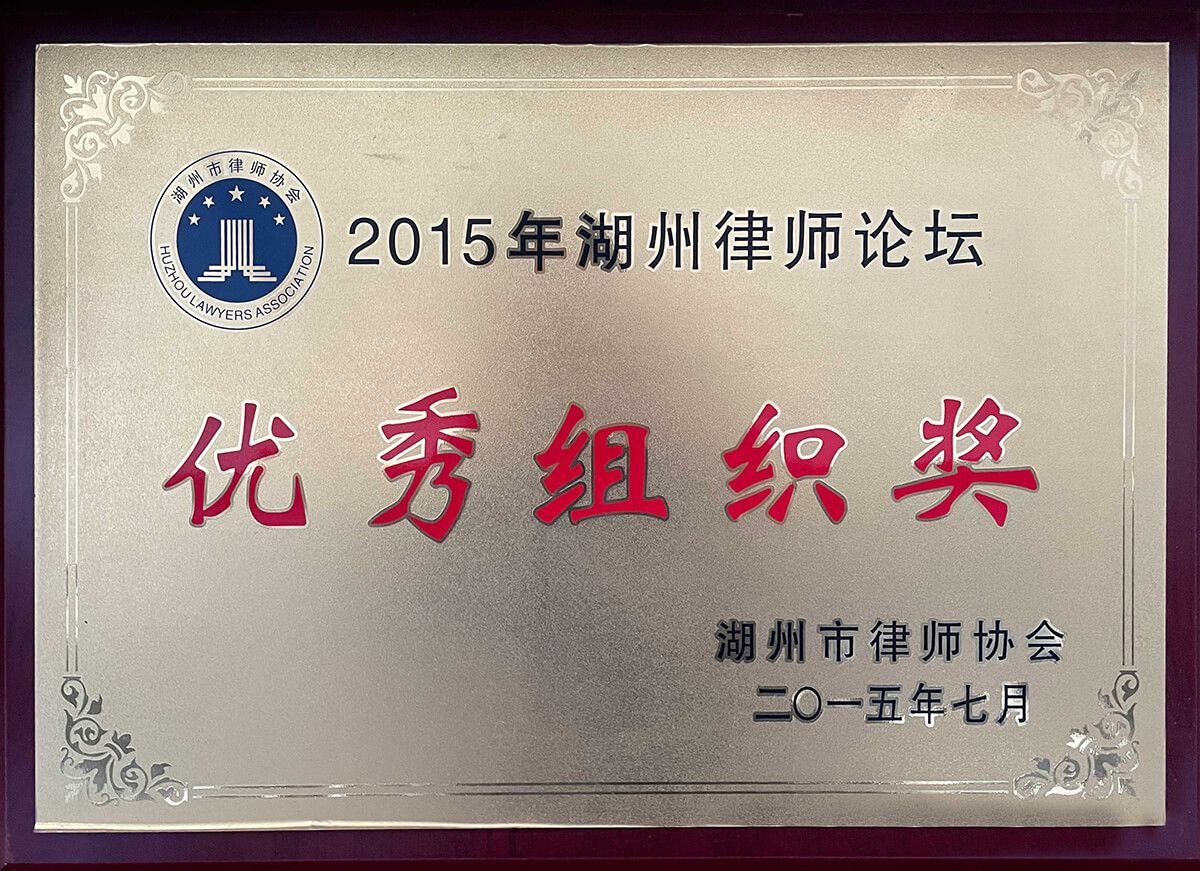 湖州市律师协会
HUZHOU LAWYERS ASSOCIATION
2015年湖州律师论坛
优秀组织奖
湖州市律师协会
二〇一五年七月